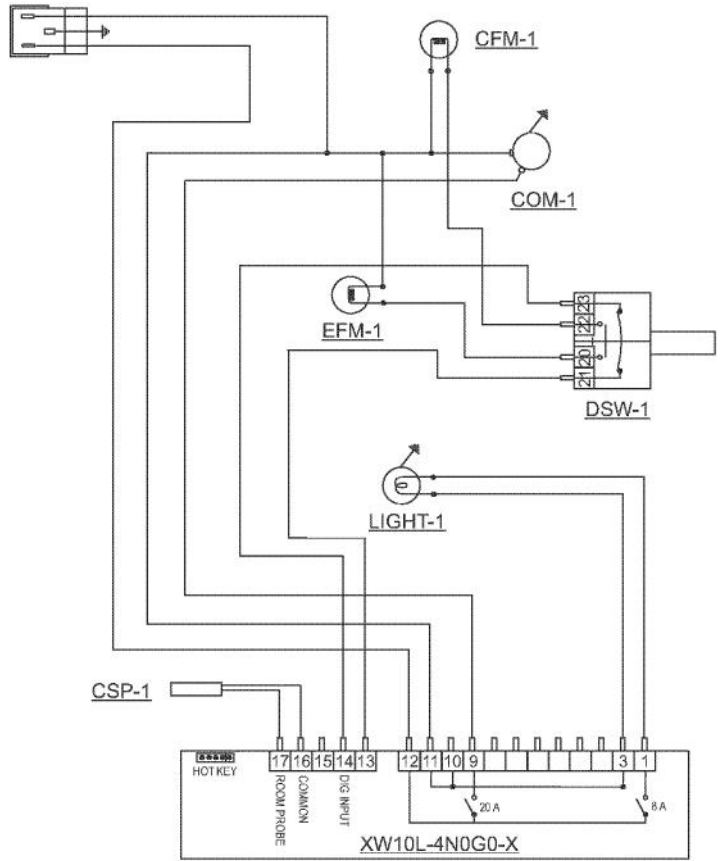 CFM-1
COM-1
EFM-1
23
22
20
21
DSW-1
LIGHT-1
CSP-1
HOT KEY
17 16 15 14 13 12 11 10 9 3 1
ROOM PROBE
COMMON
DIG INPUT
20 A
8 A
XW10L-4N0G0-X